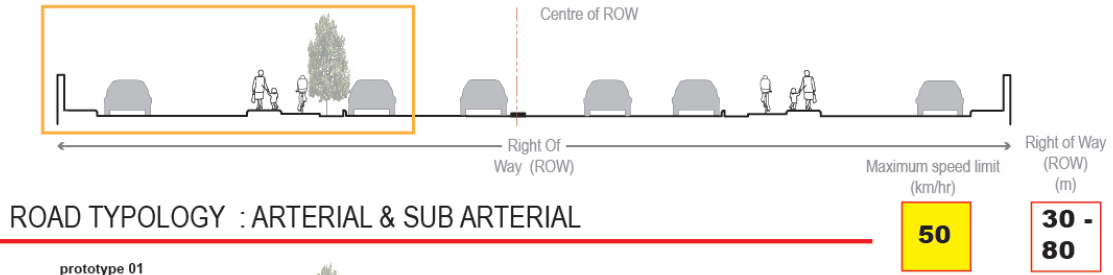 Centre of ROW
Right Of
Way (ROW)
Maximum speed limit
(km/hr)
Right of Way
(ROW)
(m)
ROAD TYPOLOGY : ARTERIAL & SUB ARTERIAL
50
30 -
80
prototype 01